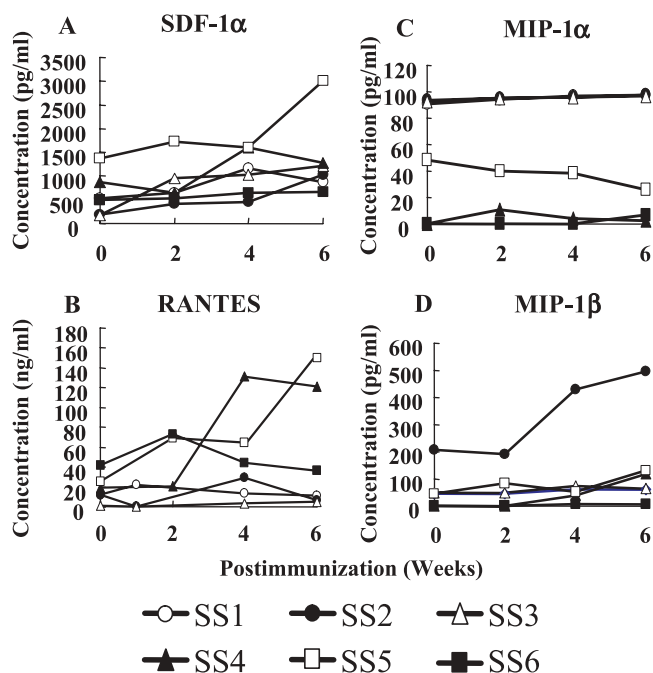 A
SDF-1α
Concentration (pg/ml)
3500
3000
2500
2000
1500
1000
500
0
0 2 4 6
C
MIP-1α
Concentration (pg/ml)
120
100
80
60
40
20
0
0 2 4 6
B
RANTES
Concentration (ng/ml)
180
160
140
120
100
80
60
40
20
0
0 2 4 6
D
MIP-1β
Concentration (pg/ml)
600
500
400
300
200
100
0
0 2 4 6
Postimmunization (Weeks)
SS1 SS2 SS3
SS4 SS5 SS6